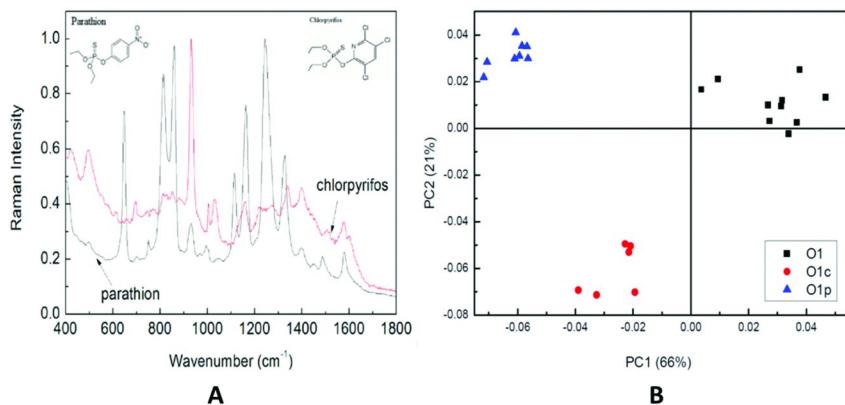 Parathion
Chlorpyrifos
Raman Intensity
1.0
0.8
0.6
0.4
0.2
0.0
chlorpyrifos
parathion
400 600 800 1000 1200 1400 1600 1800
Wavenumber (cm-1)
A
PC2 (21%)
0.04
0.02
0.00
-0.02
-0.04
-0.06
-0.08
O1
O1c
O1p
-0.06 -0.04 -0.02 0.00 0.02 0.04
PC1 (66%)
B